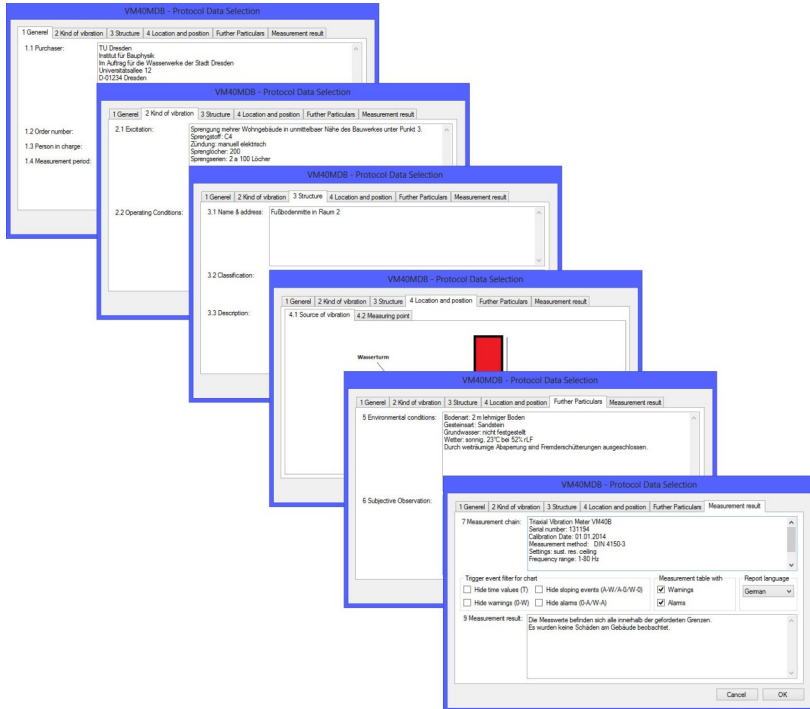 VM40MDB - Protocol Data Selection
1 Generel 2 Kind of vibration 3 Structure 4 Location and position Further Particulars Measurement result
1.1 Purchaser:
TU Dresden
Institut für Bauphysik
Im Auftrag für die Wasserwerke der Stadt Dresden
Universitätsallee 12
D-01234 Dresden
1.2 Order number:
1.3 Person in charge:
1.4 Measurement period:
VM40MDB - Protocol Data Selection
1 Generel 2 Kind of vibration 3 Structure 4 Location and position Further Particulars Measurement result
2.1 Excitation:
Sprengung mehrer Wohngebäude in unmittelbaer Nähe des Bauwerkes unter Punkt 3.
Sprengstoff: C4
Zündung: manuell elektrisch
Sprenglöcher: 200
Sprengserien: 2 a 100 Löcher
2.2 Operating Conditions:
VM40MDB - Protocol Data Selection
1 Generel 2 Kind of vibration 3 Structure 4 Location and position Further Particulars Measurement result
3.1 Name & address:
Fußbodenmitte in Raum 2
3.2 Classification:
3.3 Description:
VM40MDB - Protocol Data Selection
1 Generel 2 Kind of vibration 3 Structure 4 Location and position Further Particulars Measurement result
4.1 Source of vibration 4.2 Measuring point
Wasserturm
VM40MDB - Protocol Data Selection
1 Generel 2 Kind of vibration 3 Structure 4 Location and position Further Particulars Measurement result
5 Environmental conditions:
Bodenart: 2 m lehmiger Boden
Gesteinsart: Sandstein
Grundwasser: nicht festgestellt
Wetter: sonnig, 23°C bei 52% rLF
Durch weiträumige Absperrung sind Fremderschütterungen ausgeschlossen.
6 Subjective Observation:
VM40MDB - Protocol Data Selection
1 Generel 2 Kind of vibration 3 Structure 4 Location and position Further Particulars Measurement result
7 Measurement chain:
Triaxial Vibration Meter VM40B
Serial number: 131194
Calibration Date: 01.01.2014
Measurement method: DIN 4150-3
Settings: sust. res. ceiling
Frequency range: 1-80 Hz
Trigger event filter for chart
Hide time values (T) Hide sloping events (A-W/A-0/W-0)
Hide warnings (0-W) Hide alarms (0-A/W-A)
Measurement table with
Warnings
Alarms
Report language
German
9 Measurement result:
Die Messwerte befinden sich alle innerhalb der geforderten Grenzen.
Es wurden keine Schäden am Gebäude beobachtet.
Cancel OK